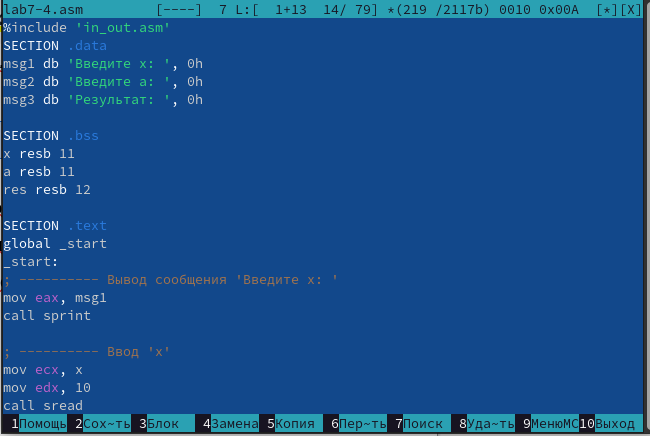 lab7-4.asm [----] 7 L:[ 1+13 14/ 79] *(219 /2117b) 0010 0x00A [*][X]
%include 'in_out.asm'
SECTION .data
msg1 db 'Введите x: ', 0h
msg2 db 'Введите a: ', 0h
msg3 db 'Результат: ', 0h
SECTION .bss
x resb 11
a resb 11
res resb 12
SECTION .text
global _start
_start:
; ---------- Вывод сообщения 'Введите x: '
mov eax, msg1
call sprint
; ---------- Ввод 'x'
mov ecx, x
mov edx, 10
call sread
1Помощь 2Сох~ть 3Блок 4Замена 5Копия 6Пер~ть 7Поиск 8Уда~ть 9МенюМС 10Выход